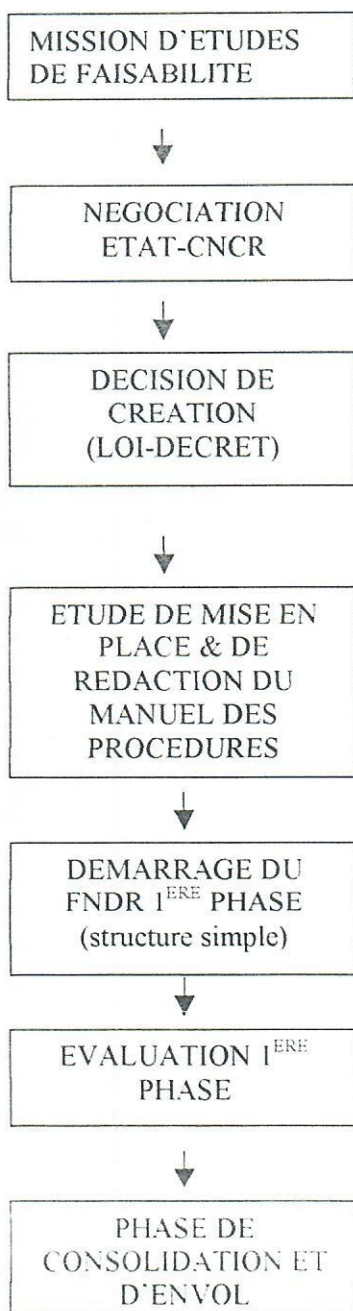 MISSION D'ETUDES
DE FAISABILITE
NEGOCIATION
ETAT-CNCR
DECISION DE
CREATION
(LOI-DECRET)
ETUDE DE MISE EN
PLACE & DE
REDACTION DU
MANUEL DES
PROCEDURES
DEMARRAGE DU
FNDR 1ERE PHASE
(structure simple)
EVALUATION 1ERE
PHASE
PHASE DE
CONSOLIDATION ET
D'ENVOL